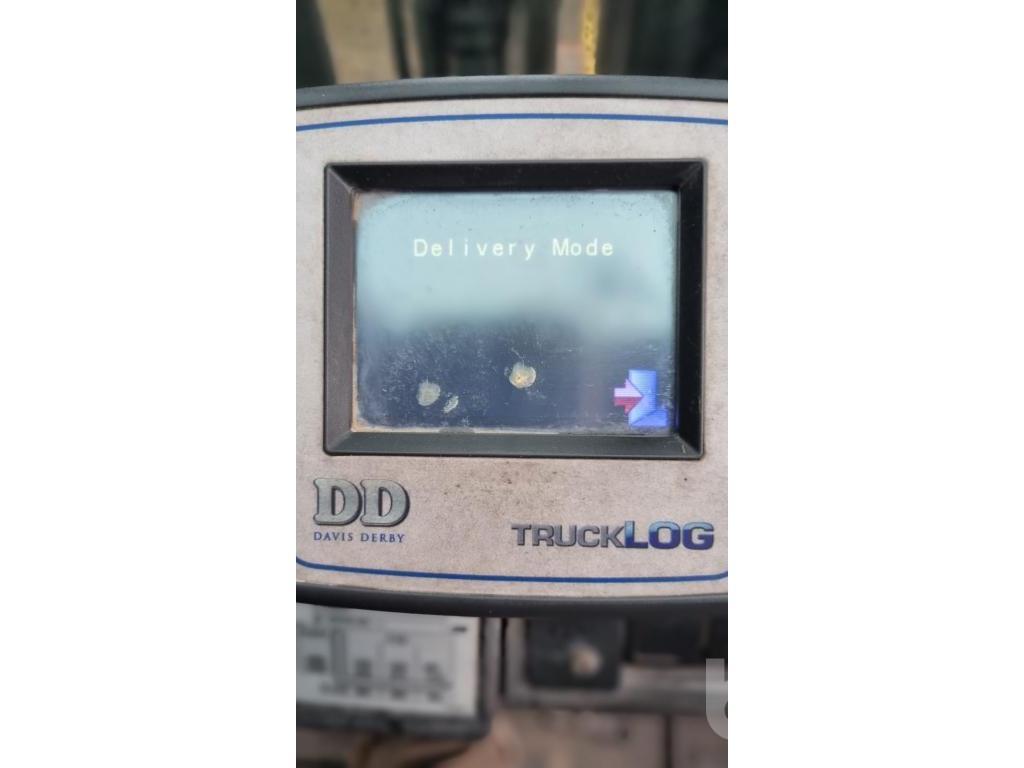 Delivery Mode
DD
DAVIS DERBY
TRUCKLOG